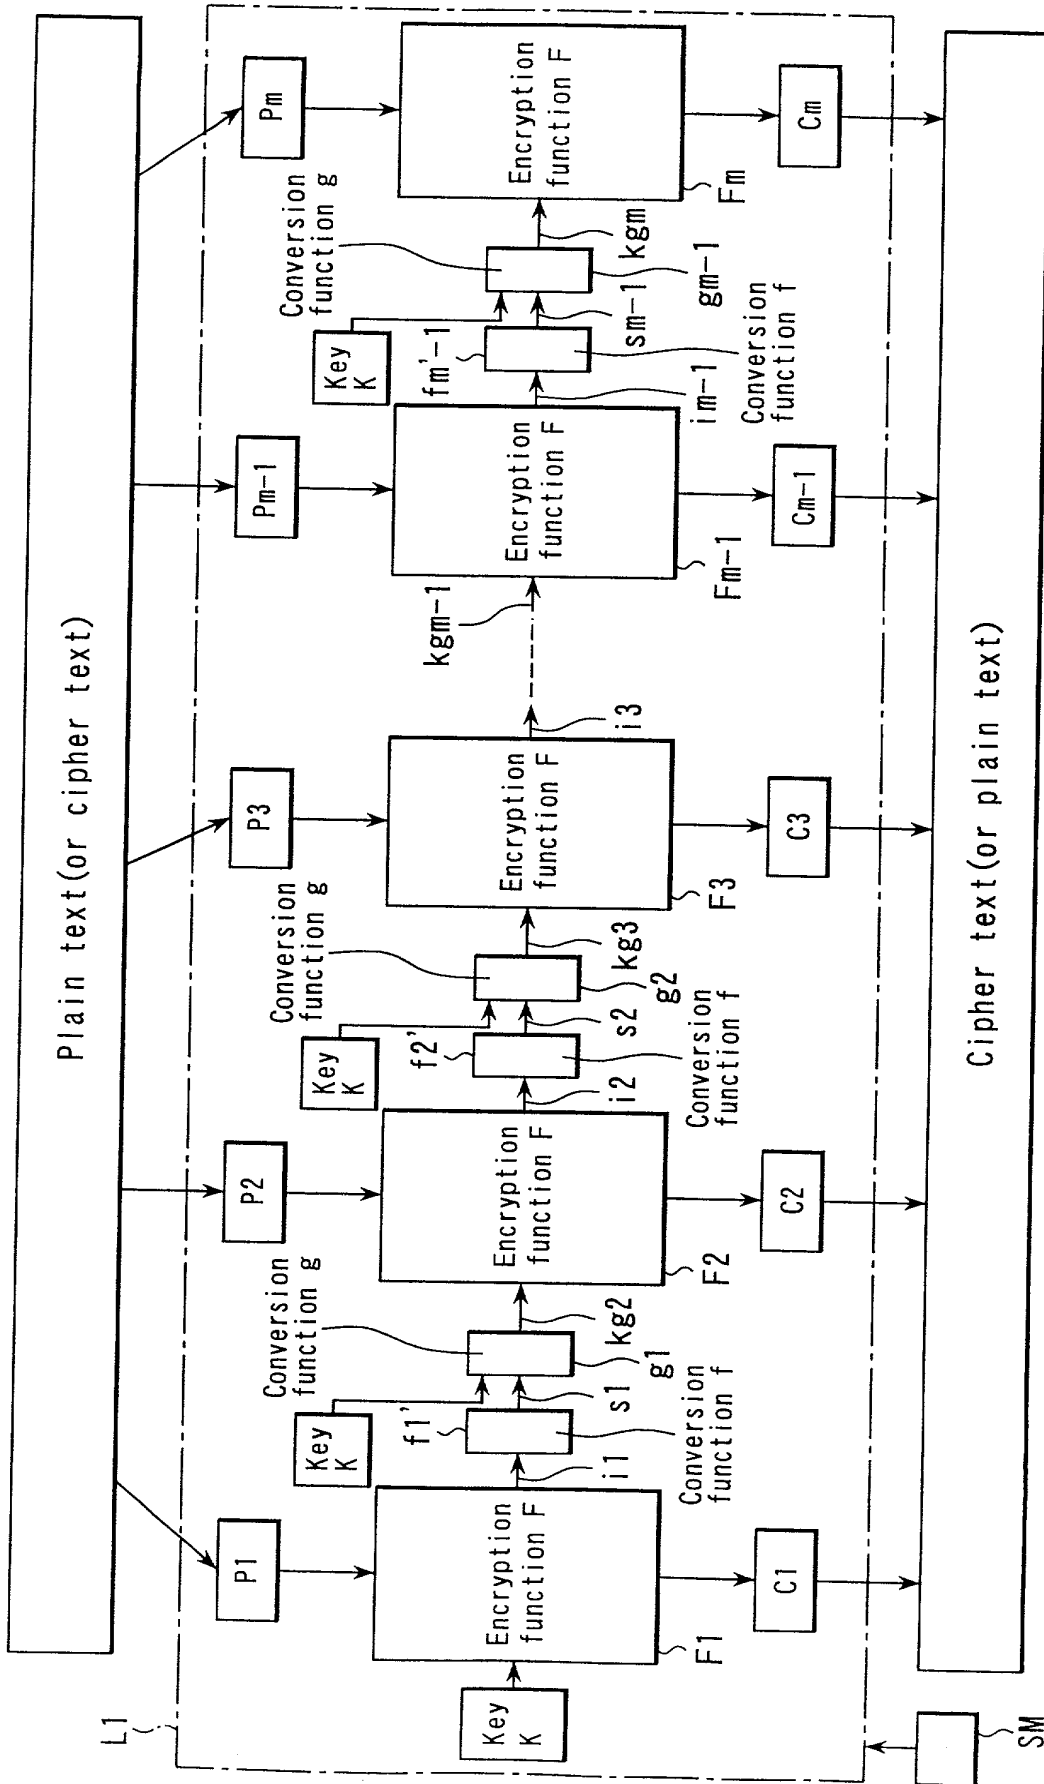 Plain text(or cipher text)
L1
P1
P2
P3
Pm-1
Pm
Key
K
Encryption
function F
F1
i1
Key
K
f1'
Conversion
function f
s1
Conversion
function g
g1
kg2
Encryption
function F
F2
i2
Key
K
f2'
Conversion
function f
s2
Conversion
function g
g2
kg3
Encryption
function F
F3
i3
kgm-1
Encryption
function F
Fm-1
im-1
Key
K
fm'-1
Conversion
function f
sm-1
Conversion
function g
gm-1
kgm
Encryption
function F
Fm
C1
C2
C3
Cm-1
Cm
SM
Cipher text(or plain text)